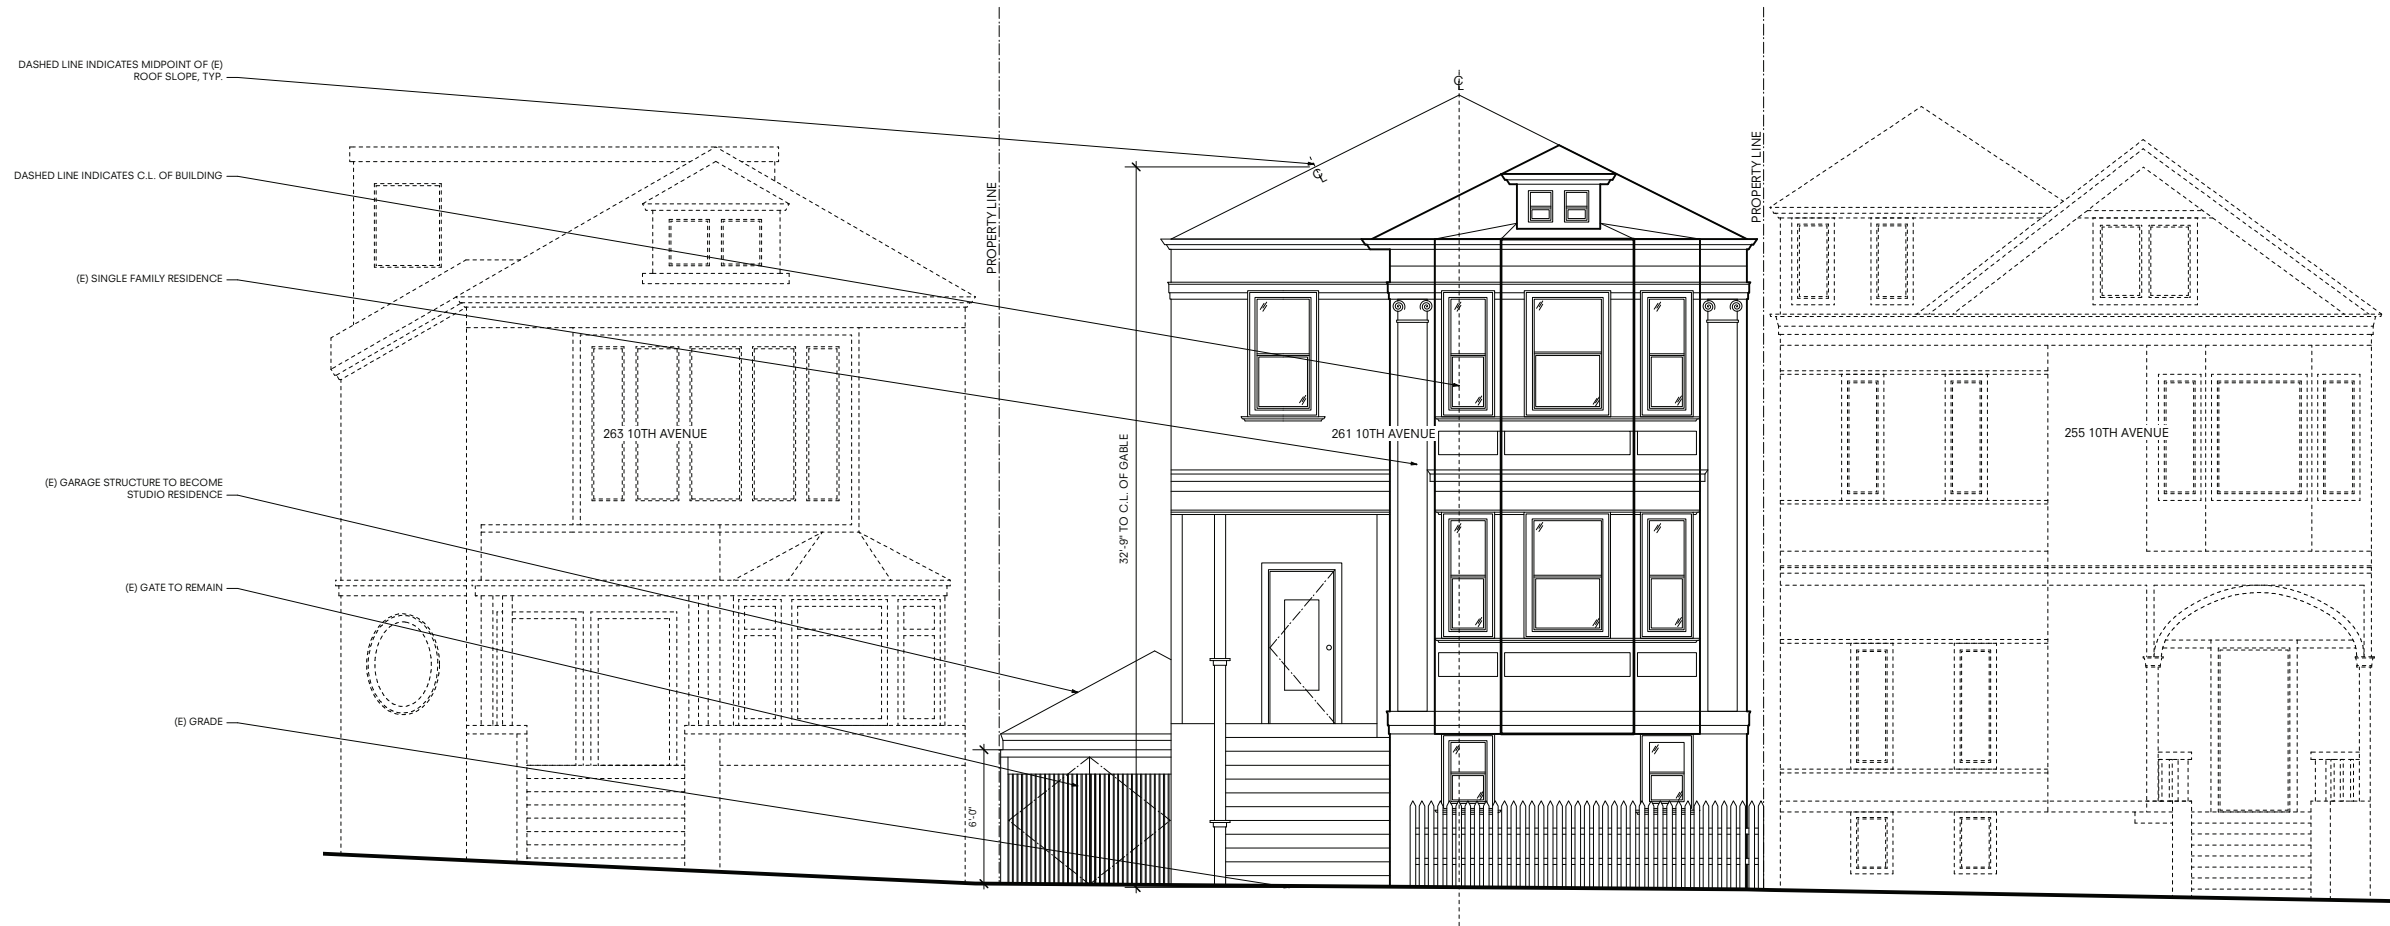 DASHED LINE INDICATES MIDPOINT OF (E)
ROOF SLOPE, TYP.
DASHED LINE INDICATES C.L. OF BUILDING
(E) SINGLE FAMILY RESIDENCE
(E) GARAGE STRUCTURE TO BECOME
STUDIO RESIDENCE
(E) GATE TO REMAIN
(E) GRADE
263 10TH AVENUE
PROPERTY LINE
6'-0"
32'-9" TO C.L. OF GABLE
CL
CL
261 10TH AVENUE
PROPERTY LINE
255 10TH AVENUE